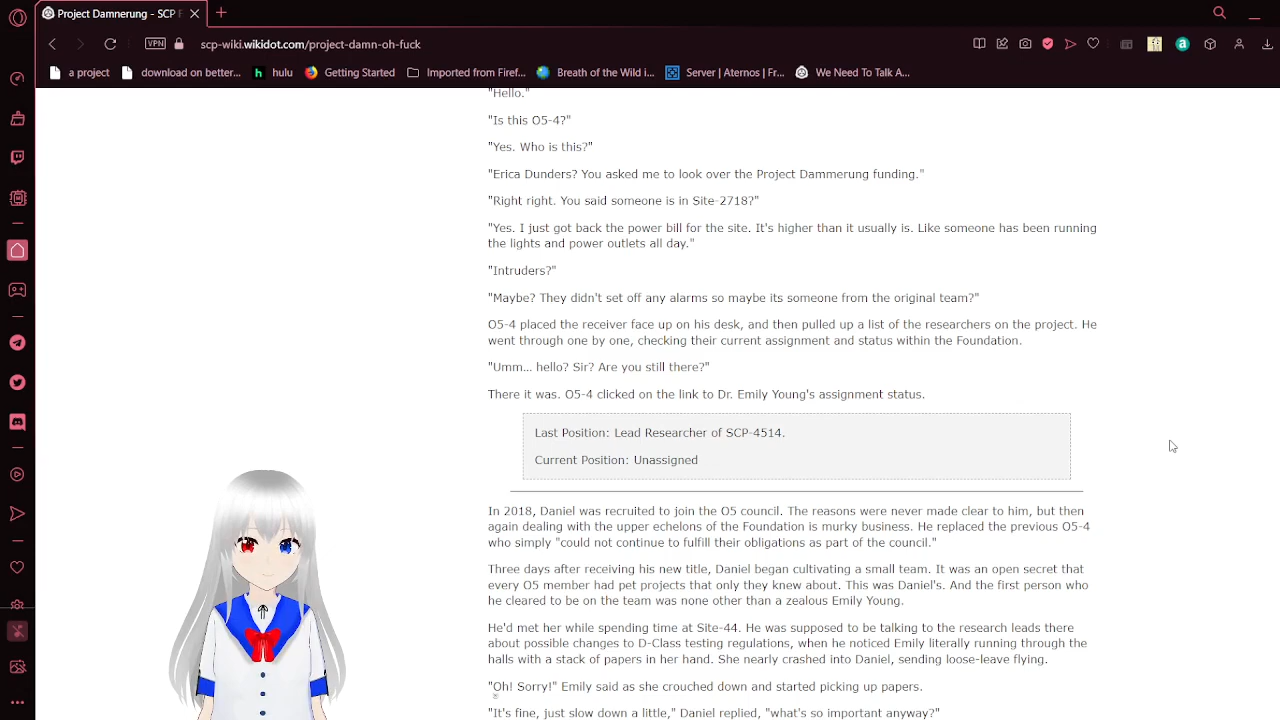 Project Damnerung - SCP F
scp-wiki.wikidot.com/project-damn-oh-fuck
VPN
a project
download on better...
hulu
Getting Started
Imported from Firef...
Breath of the Wild i...
Server | Aternos | Fr...
We Need To Talk A...
"Hello."
"Is this O5-4?"
"Yes. Who is this?"
"Erica Dunders? You asked me to look over the Project Dammerung funding."
"Right right. You said someone is in Site-2718?"
"Yes. I just got back the power bill for the site. It's higher than it usually is. Like someone has been running
the lights and power outlets all day."
"Intruders?"
"Maybe? They didn't set off any alarms so maybe its someone from the original team?"
O5-4 placed the receiver face up on his desk, and then pulled up a list of the researchers on the project. He
went through one by one, checking their current assignment and status within the Foundation.
"Umm... hello? Sir? Are you still there?"
There it was. O5-4 clicked on the link to Dr. Emily Young's assignment status.
Last Position: Lead Researcher of SCP-4514.
Current Position: Unassigned
In 2018, Daniel was recruited to join the O5 council. The reasons were never made clear to him, but then
again dealing with the upper echelons of the Foundation is murky business. He replaced the previous O5-4
who simply "could not continue to fulfill their obligations as part of the council."
Three days after receiving his new title, Daniel began cultivating a small team. It was an open secret that
every O5 member had pet projects that only they knew about. This was Daniel's. And the first person who
he cleared to be on the team was none other than a zealous Emily Young.
He'd met her while spending time at Site-44. He was supposed to be talking to the research leads there
about possible changes to D-Class testing regulations, when he noticed Emily literally running through the
halls with a stack of papers in her hand. She nearly crashed into Daniel, sending loose-leave flying.
"Oh! Sorry!" Emily said as she crouched down and started picking up papers.
"It's fine, just slow down a little," Daniel replied, "what's so important anyway?"